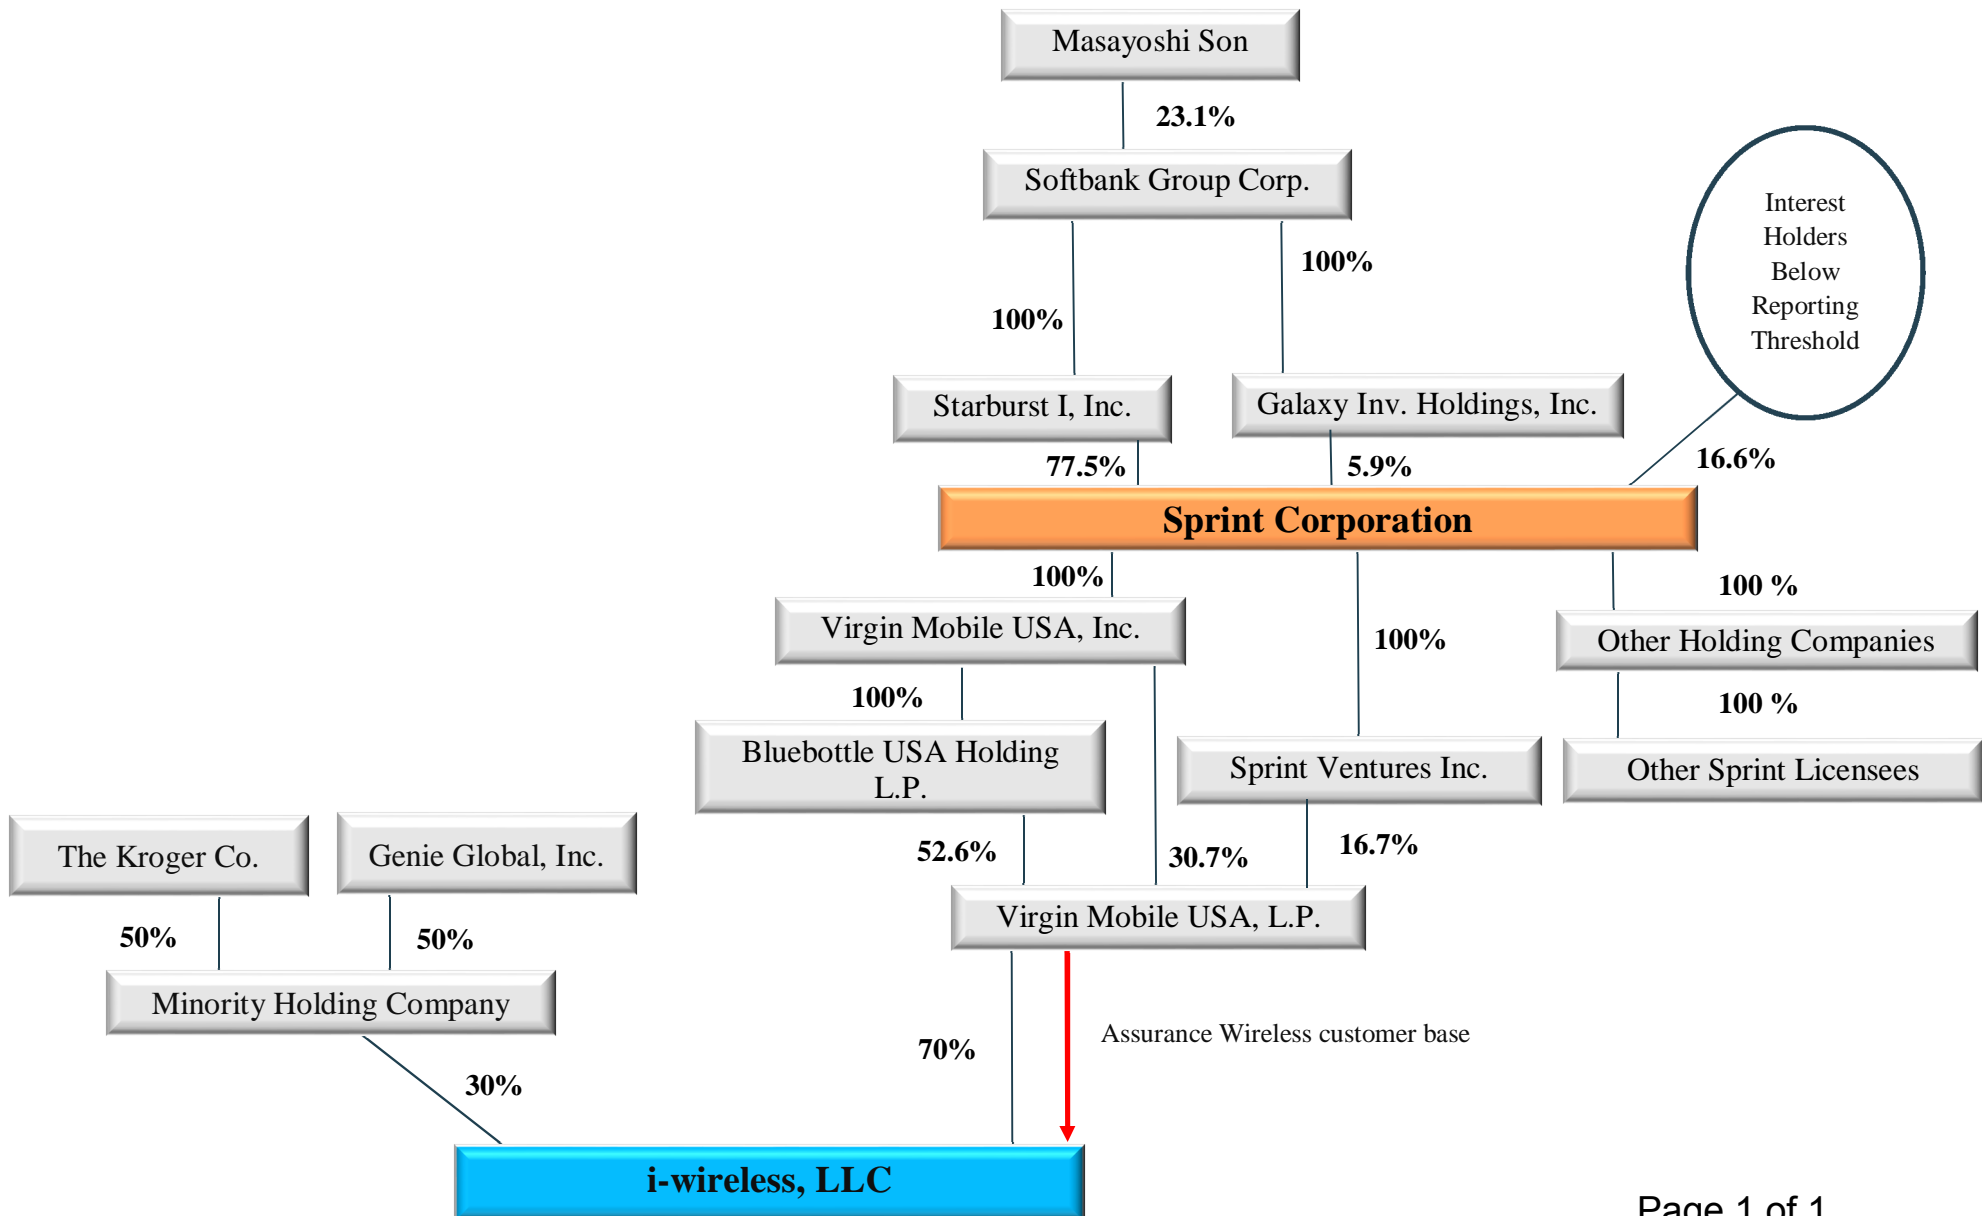 Masayoshi Son
23.1%
Softbank Group Corp.
Interest
Holders
Below
Reporting
Threshold
100%
100%
Starburst I, Inc.
Galaxy Inv. Holdings, Inc.
77.5%
5.9%
16.6%
Sprint Corporation
100%
100%
100 %
Virgin Mobile USA, Inc.
Other Holding Companies
100%
100 %
Bluebottle USA Holding
L.P.
Sprint Ventures Inc.
Other Sprint Licensees
The Kroger Co.
Genie Global, Inc.
52.6%
30.7%
16.7%
50%
50%
Virgin Mobile USA, L.P.
Minority Holding Company
30%
70%
Assurance Wireless customer base
i-wireless, LLC
Page 1 of 1